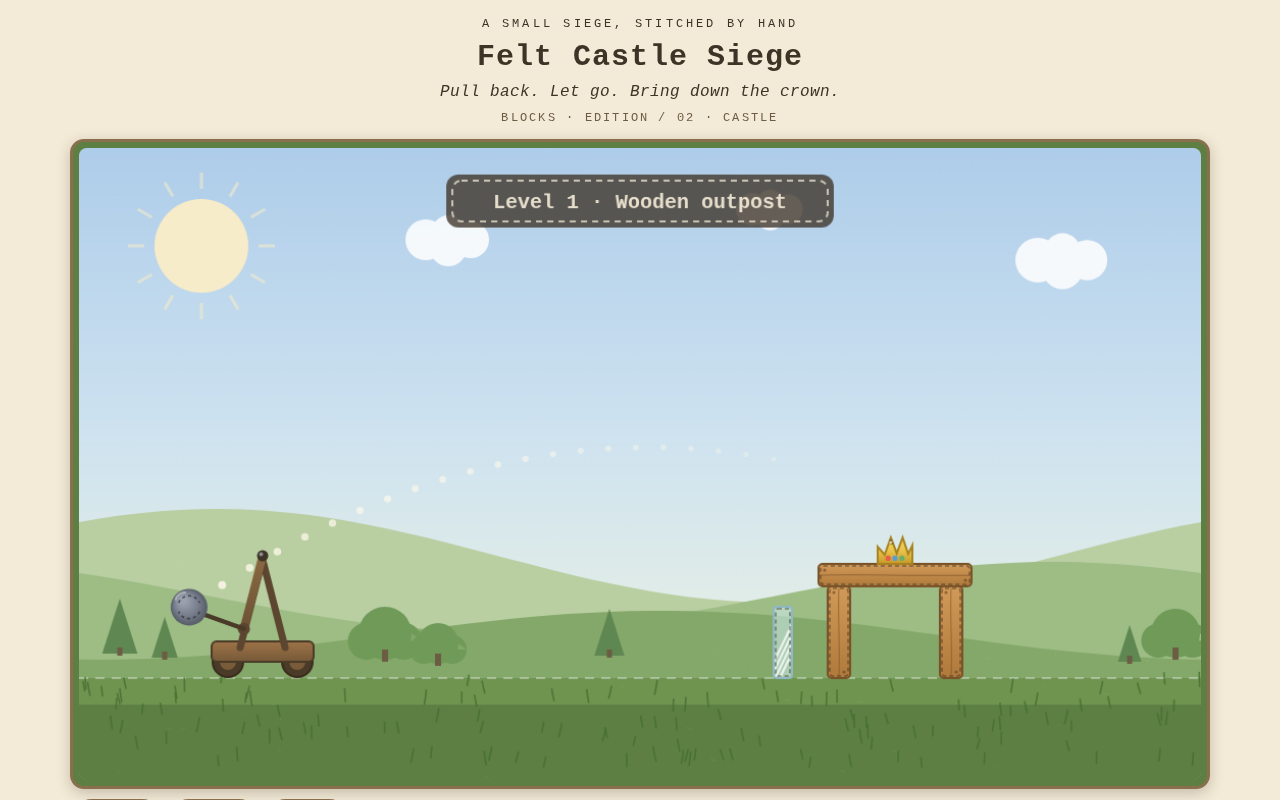 A SMALL SIEGE, STITCHED BY HAND
Felt Castle Siege
Pull back. Let go. Bring down the crown.
BLOCKS · EDITION / 02 · CASTLE
Level 1 · Wooden outpost